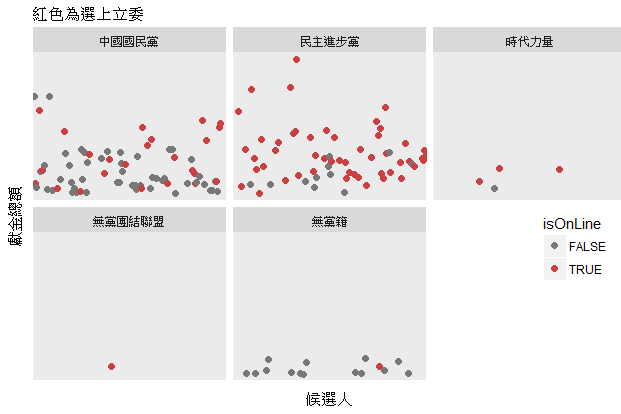 紅色為選上立委
中國國民黨
民主進步黨
時代力量
無黨團結聯盟
無黨籍
獻金總額
候選人
isOnLine
FALSE
TRUE